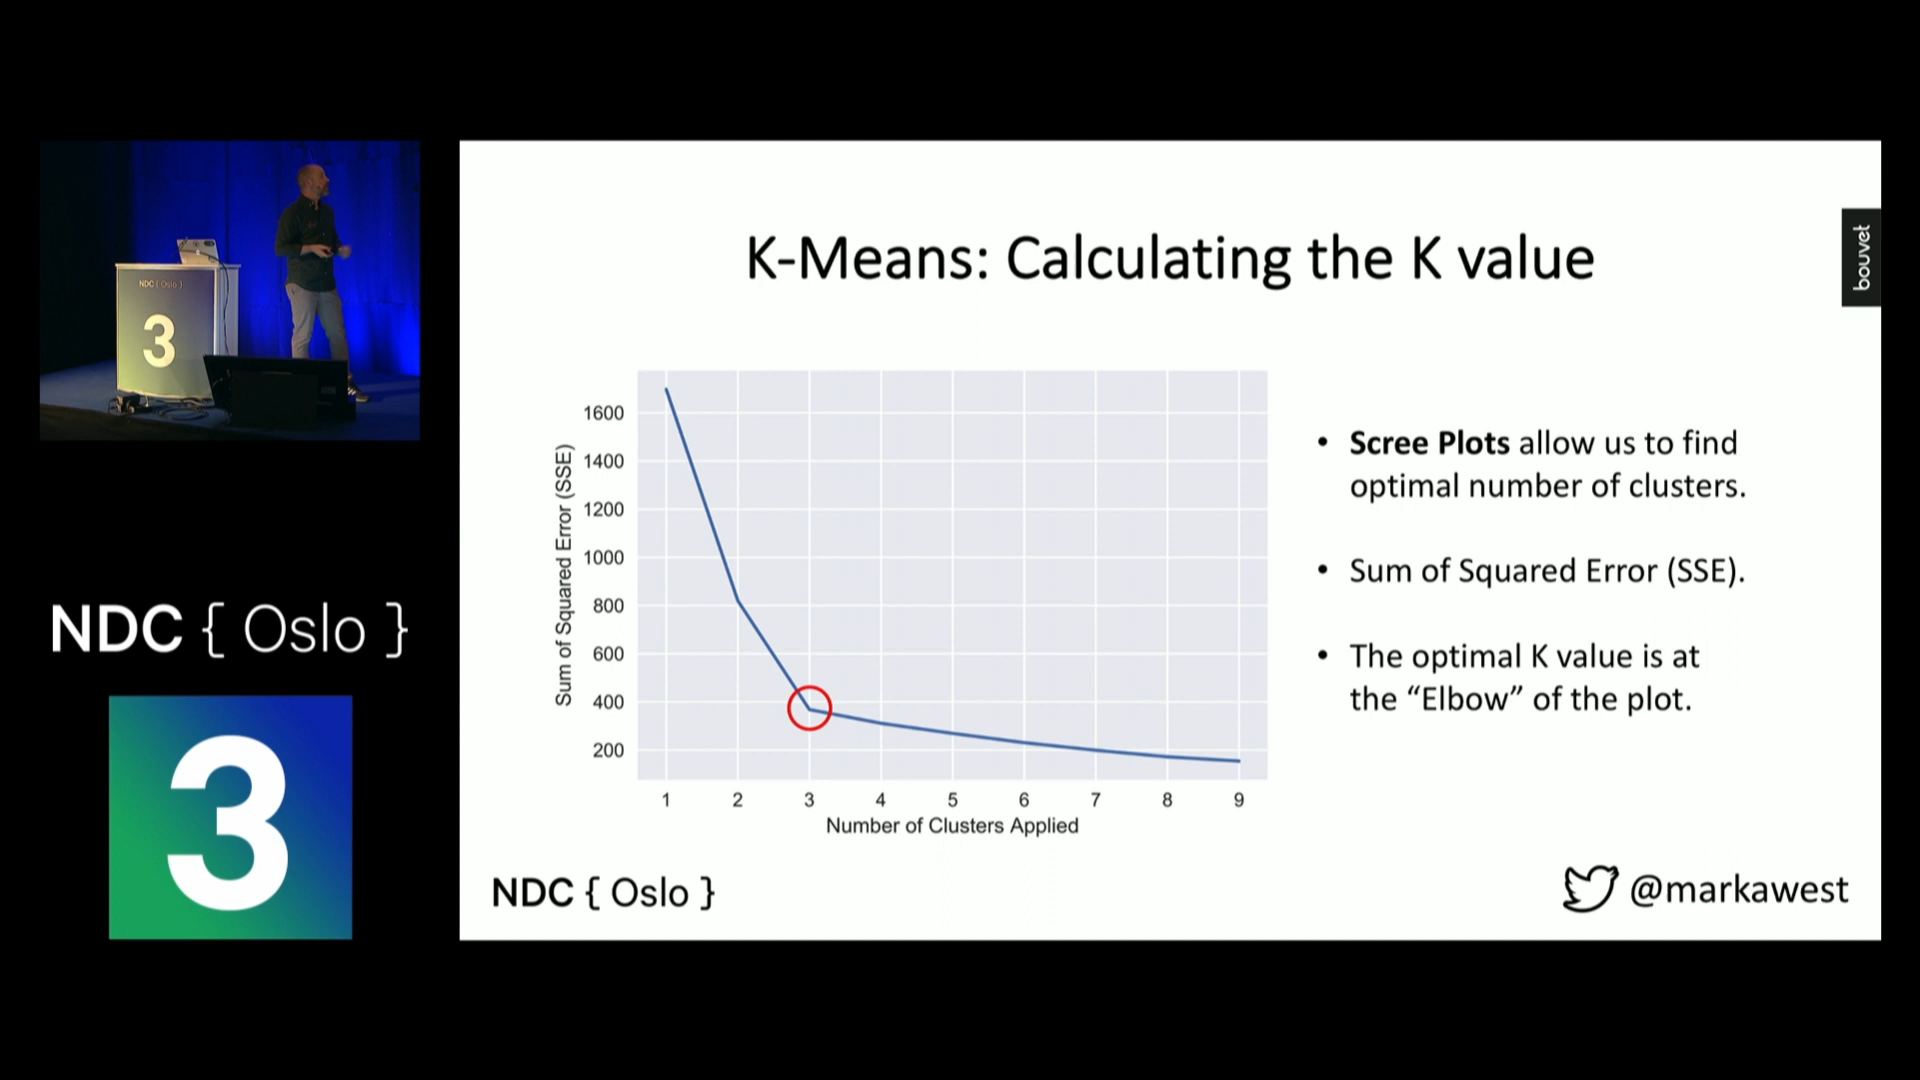 NDC { Oslo }
3
NDC { Oslo }
3
K-Means: Calculating the K value
bouvet
Sum of Squared Error (SSE)
1600
1400
1200
1000
800
600
400
200
1 2 3 4 5 6 7 8 9
Number of Clusters Applied
• Scree Plots allow us to find
optimal number of clusters.
• Sum of Squared Error (SSE).
• The optimal K value is at
the “Elbow” of the plot.
NDC { Oslo }
@markawest